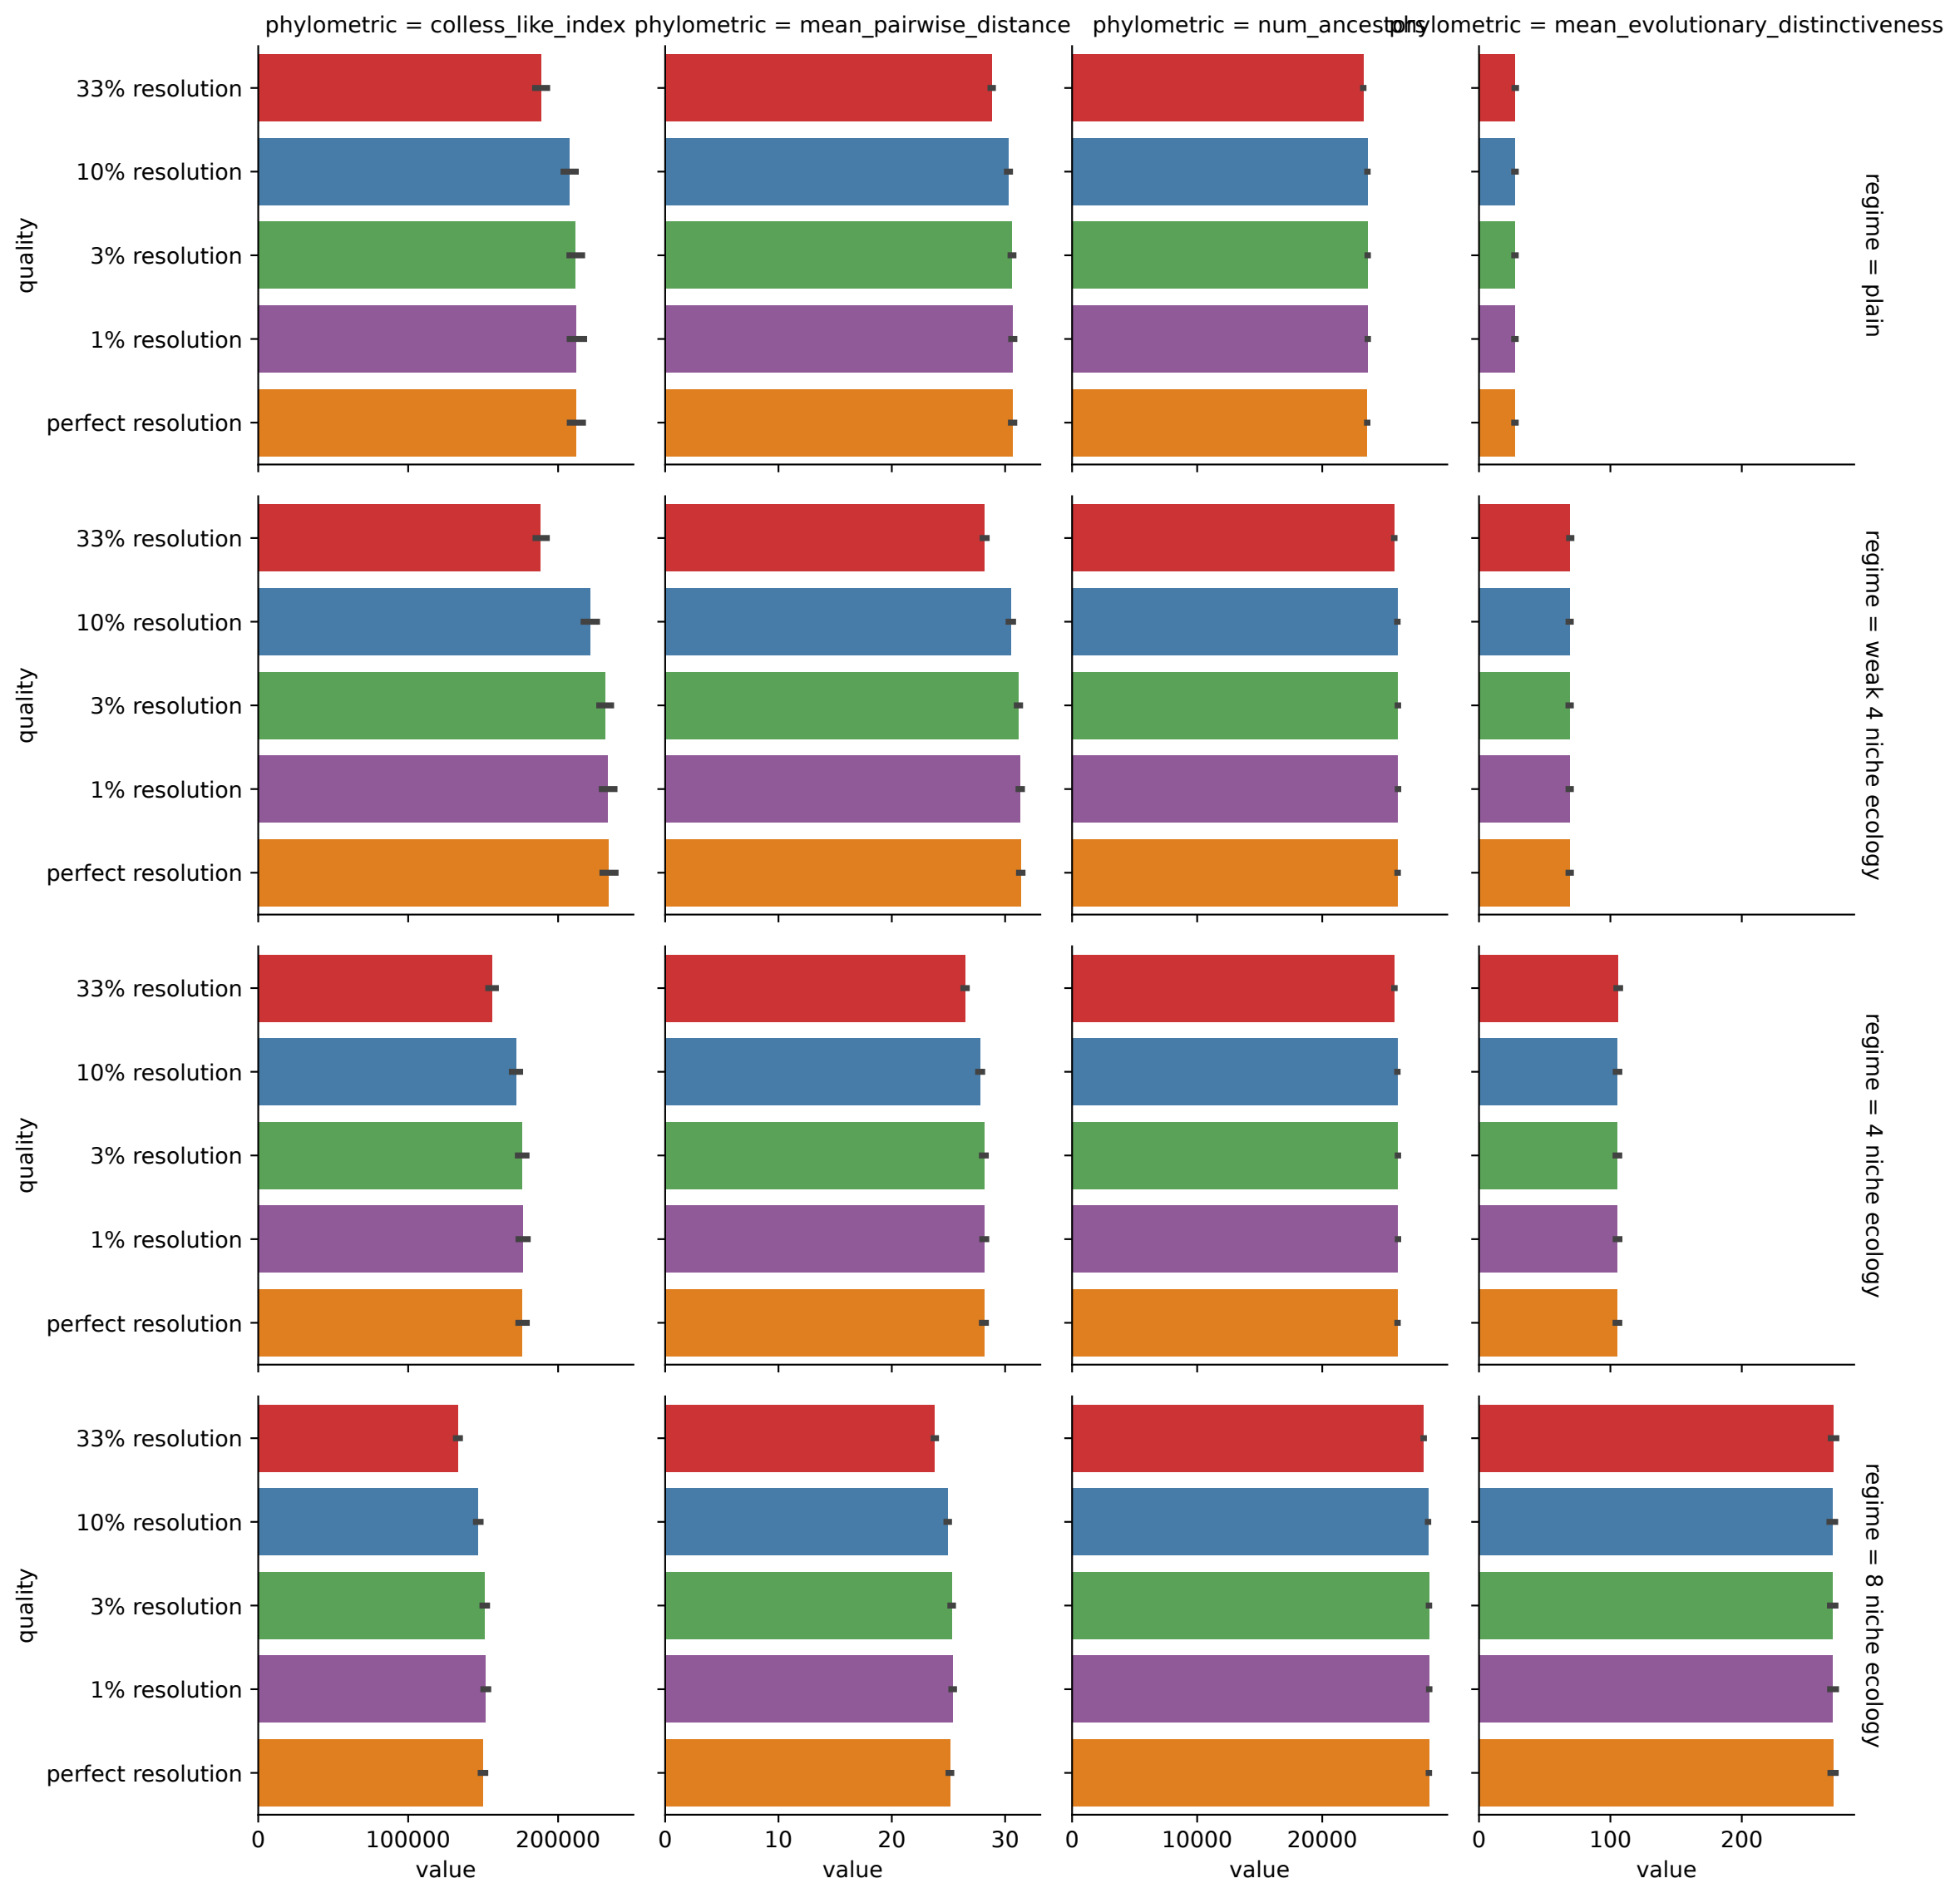 phylometric = colless_like_index
phylometric = mean_pairwise_distance
phylometric = num_ancestors
phylometric = mean_evolutionary_distinctiveness
quality
33% resolution
10% resolution
3% resolution
1% resolution
perfect resolution
regime = plain
quality
33% resolution
10% resolution
3% resolution
1% resolution
perfect resolution
regime = weak 4 niche ecology
quality
33% resolution
10% resolution
3% resolution
1% resolution
perfect resolution
regime = 4 niche ecology
quality
33% resolution
10% resolution
3% resolution
1% resolution
perfect resolution
regime = 8 niche ecology
0 100000 200000
0 10 20 30
0 10000 20000
0 100 200
value
value
value
value